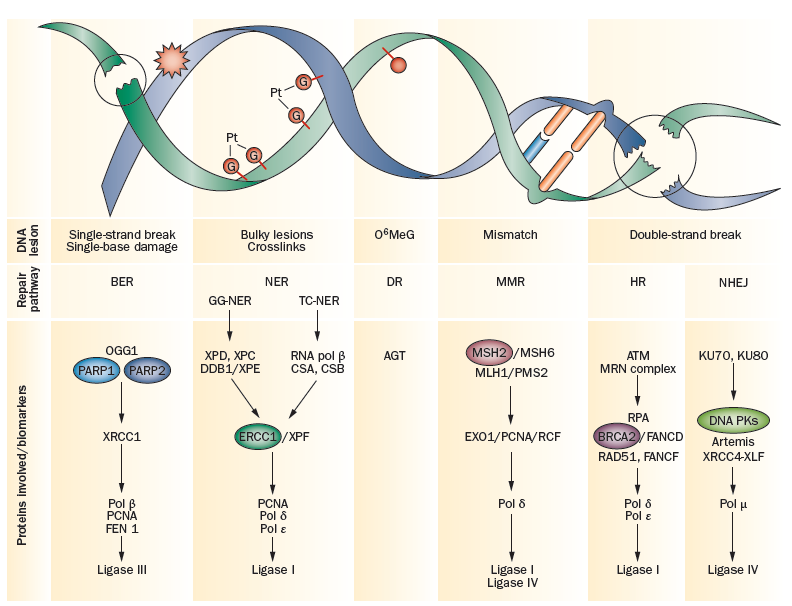 G
Pt
G
Pt
G
G
DNA lesion
Single-strand break
Single-base damage
Bulky lesions
Crosslinks
O⁶MeG
Mismatch
Double-strand break
Repair pathway
BER
NER
GG-NER
TC-NER
DR
MMR
HR
NHEJ
Proteins involved/biomarkers
OGG1
PARP1
PARP2
XRCC1
Pol β
PCNA
FEN 1
Ligase III
XPD, XPC
DDB1/XPE
RNA pol β
CSA, CSB
ERCC1/XPF
PCNA
Pol δ
Pol ε
Ligase I
AGT
MSH2/MSH6
MLH1/PMS2
EXO1/PCNA/RCF
Pol δ
Ligase I
Ligase IV
ATM
MRN complex
RPA
BRCA2/FANCD
RAD51, FANCF
Pol δ
Pol ε
Ligase I
KU70, KU80
DNA PKs
Artemis
XRCC4-XLF
Pol μ
Ligase IV